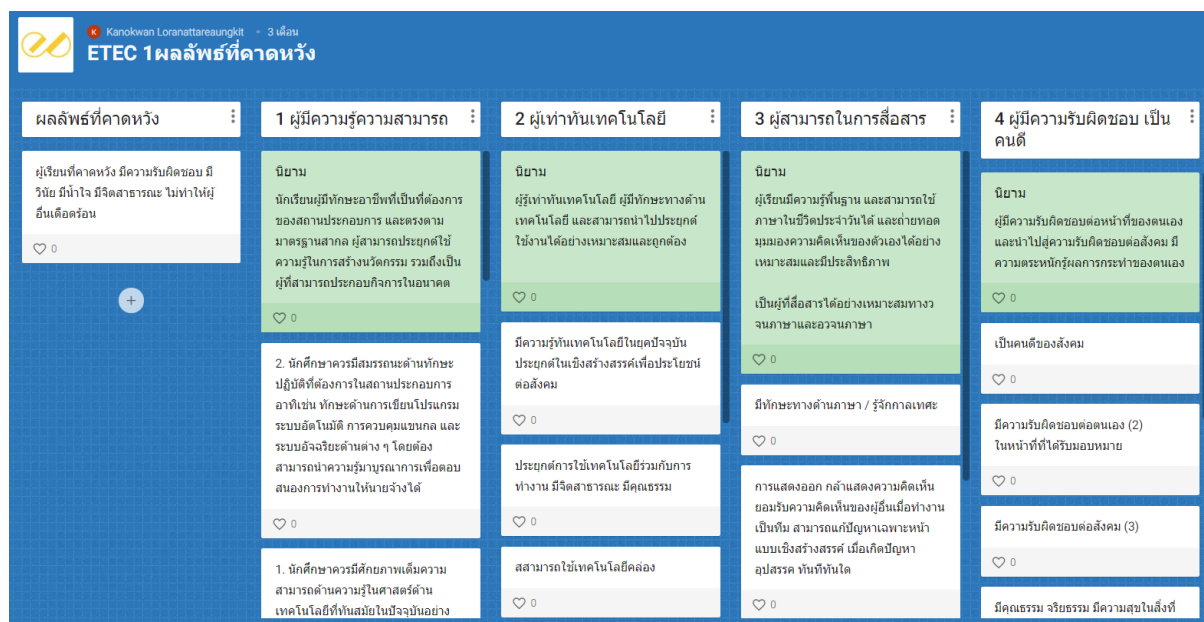 K Kanokwan Loranattareaungkit • 3 เดือน
ETEC 1ผลลัพธ์ที่คาดหวัง
ผลลัพธ์ที่คาดหวัง
ผู้เรียนที่คาดหวัง มีความรับผิดชอบ มี
วินัย มีน้ำใจ มีจิตสาธารณะ ไม่ทำให้ผู้
อื่นเดือดร้อน
0
1 ผู้มีความรู้ความสามารถ
นิยาม
นักเรียนผู้มีทักษะอาชีพที่เป็นที่ต้องการ
ของสถานประกอบการ และตรงตาม
มาตรฐานสากล ผู้สามารถประยุกต์ใช้
ความรู้ในการสร้างนวัตกรรม รวมถึงเป็น
ผู้ที่สามารถประกอบกิจการในอนาคต
0
2. นักศึกษาควรมีสมรรถนะด้านทักษะ
ปฏิบัติที่ต้องการในสถานประกอบการ
อาทิเช่น ทักษะด้านการเขียนโปรแกรม
ระบบอัตโนมัติ การควบคุมแขนกล และ
ระบบอัจฉริยะด้านต่าง ๆ โดยต้อง
สามารถนำความรู้มาบูรณาการเพื่อตอบ
สนองการทำงานให้นายจ้างได้
0
1. นักศึกษาควรมีศักยภาพเต็มความ
สามารถด้านความรู้ในศาสตร์ด้าน
เทคโนโลยีที่ทันสมัยในปัจจุบันอย่าง
2 ผู้เท่าทันเทคโนโลยี
นิยาม
ผู้รู้เท่าทันเทคโนโลยี ผู้มีทักษะทางด้าน
เทคโนโลยี และสามารถนำไปประยุกต์
ใช้งานได้อย่างเหมาะสมและถูกต้อง
0
มีความรู้ทันเทคโนโลยีในยุคปัจจุบัน
ประยุกต์ในเชิงสร้างสรรค์เพื่อประโยชน์
ต่อสังคม
0
ประยุกต์การใช้เทคโนโลยีร่วมกับการ
ทำงาน มีจิตสาธารณะ มีคุณธรรม
0
สสามารถใช้เทคโนโลยีคล่อง
0
3 ผู้สามารถในการสื่อสาร
นิยาม
ผู้เรียนมีความรู้พื้นฐาน และสามารถใช้
ภาษาในชีวิตประจำวันได้ และถ่ายทอด
มุมมองความคิดเห็นของตัวเองได้อย่าง
เหมาะสมและมีประสิทธิภาพ
เป็นผู้ที่สื่อสารได้อย่างเหมาะสมทางว
จนภาษาและอวจนภาษา
0
มีทักษะทางด้านภาษา / รู้จักกาลเทศะ
0
การแสดงออก กล้าแสดงความคิดเห็น
ยอมรับความคิดเห็นของผู้อื่นเมื่อทำงาน
เป็นทีม สามารถแก้ปัญหาเฉพาะหน้า
แบบเชิงสร้างสรรค์ เมื่อเกิดปัญหา
อุปสรรค ทันทีทันใด
0
4 ผู้มีความรับผิดชอบ เป็น
คนดี
นิยาม
ผู้มีความรับผิดชอบต่อหน้าที่ของตนเอง
และนำไปสู่ความรับผิดชอบต่อสังคม มี
ความตระหนักรู้ผลการกระทำของตนเอง
0
เป็นคนดีของสังคม
0
มีความรับผิดชอบต่อตนเอง (2)
ในหน้าที่ที่ได้รับมอบหมาย
0
มีความรับผิดชอบต่อสังคม (3)
0
มีคุณธรรม จริยธรรม มีความสุขในสิ่งที่